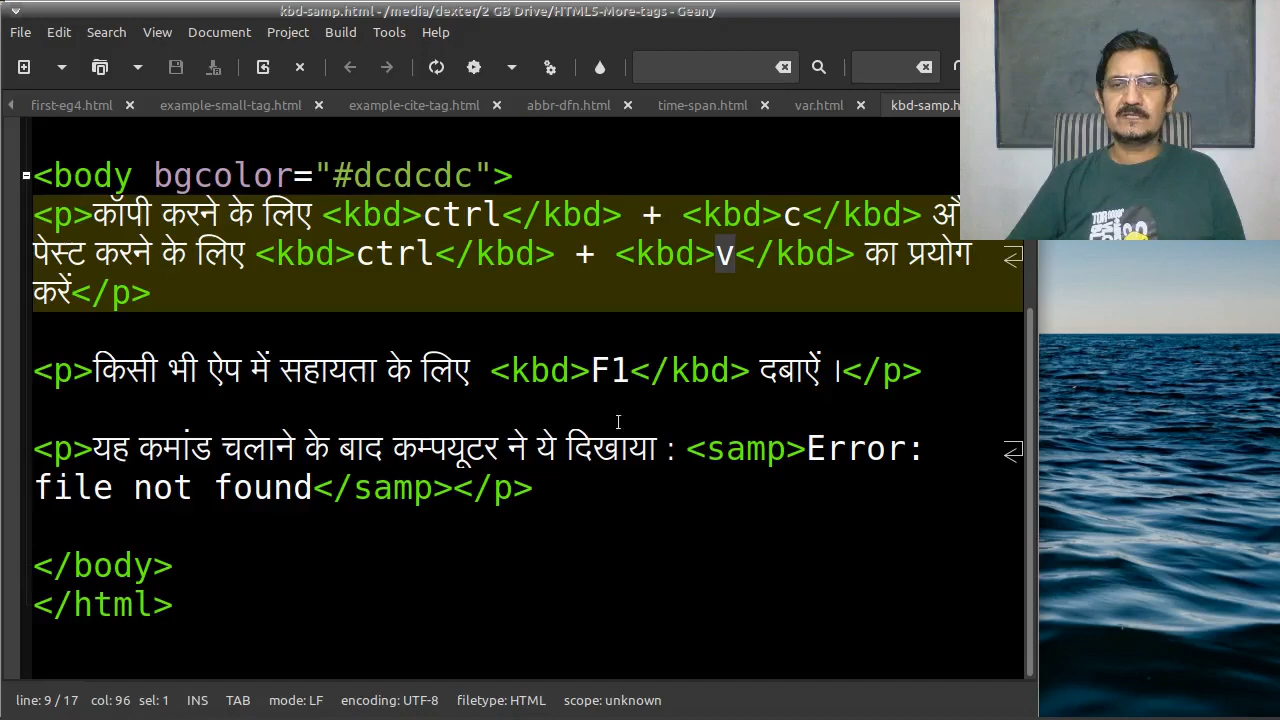 kbd-samp.html - /media/dexter/2 GB Drive/HTML5-More-tags - Geany
File Edit Search View Document Project Build Tools Help
first-eg4.html example-small-tag.html example-cite-tag.html abbr-dfn.html time-span.html var.html kbd-samp.h
<body bgcolor="#dcdcdc">
<p>कॉपी करने के लिए <kbd>ctrl</kbd> + <kbd>c</kbd>
पेस्ट करने के लिए <kbd>ctrl</kbd> + <kbd>v</kbd> का प्रयोग
करें</p>
<p>किसी भी ऐप में सहायता के लिए <kbd>F1</kbd> दबाऐं ।</p>
<p>यह कमांड चलाने के बाद कम्पयूटर ने ये दिखाया : <samp>Error:
file not found</samp></p>
</body>
</html>
line: 9 / 17 col: 96 sel: 1 INS TAB mode: LF encoding: UTF-8 filetype: HTML scope: unknown